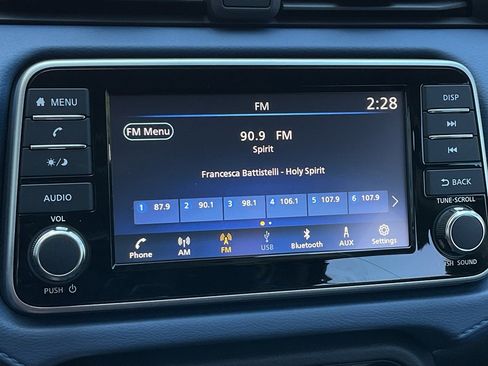 MENU
AUDIO
VOL
PUSH
FM
2:28
FM Menu
90.9 FM
Spirit
Francesca Battistelli - Holy Spirit
1 87.9 2 90.1 3 98.1 4 106.1 5 107.9 6 107.9
Phone AM FM USB Bluetooth AUX Settings
DISP
BACK
TUNE-SCROLL
SH SOUND